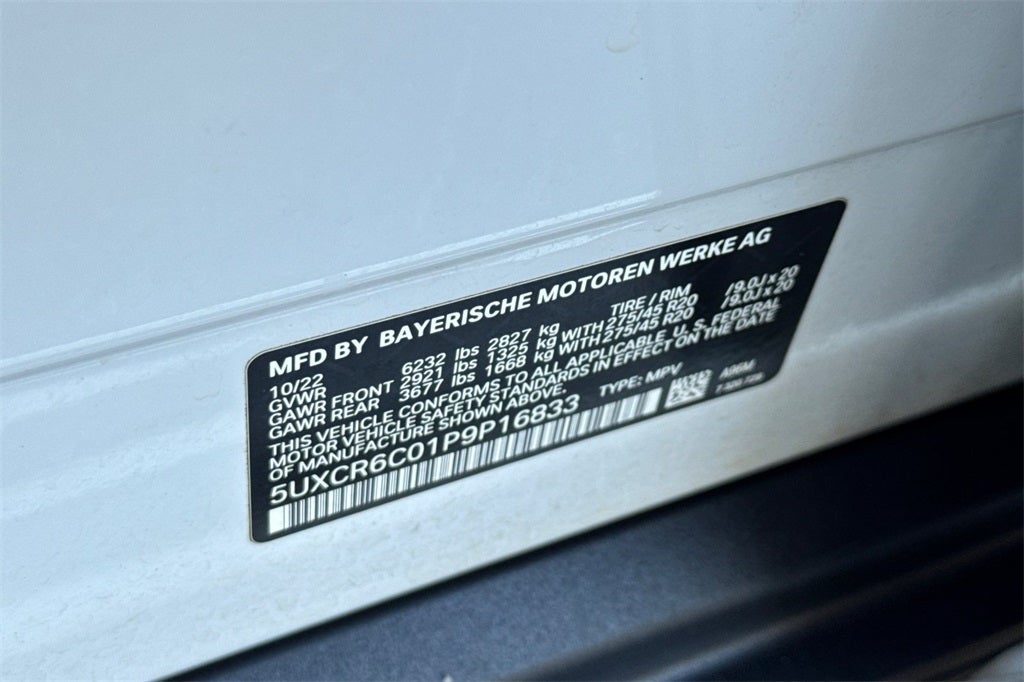 MFD BY BAYERISCHE MOTOREN WERKE AG
10/22 TIRE / RIM
GVWR 6232 lbs 2827 kg
GAWR FRONT 2921 lbs 1325 kg WITH 275/45 R20 /9.0J x 20
GAWR REAR 3677 lbs 1668 kg WITH 275/45 R20 /9.0J x 20
THIS VEHICLE CONFORMS TO ALL APPLICABLE U. S. FEDERAL
MOTOR VEHICLE SAFETY STANDARDS IN EFFECT ON THE DATE
OF MANUFACTURE SHOWN ABOVE.
5UXCR6C01P9P16833 TYPE: MPV A96M